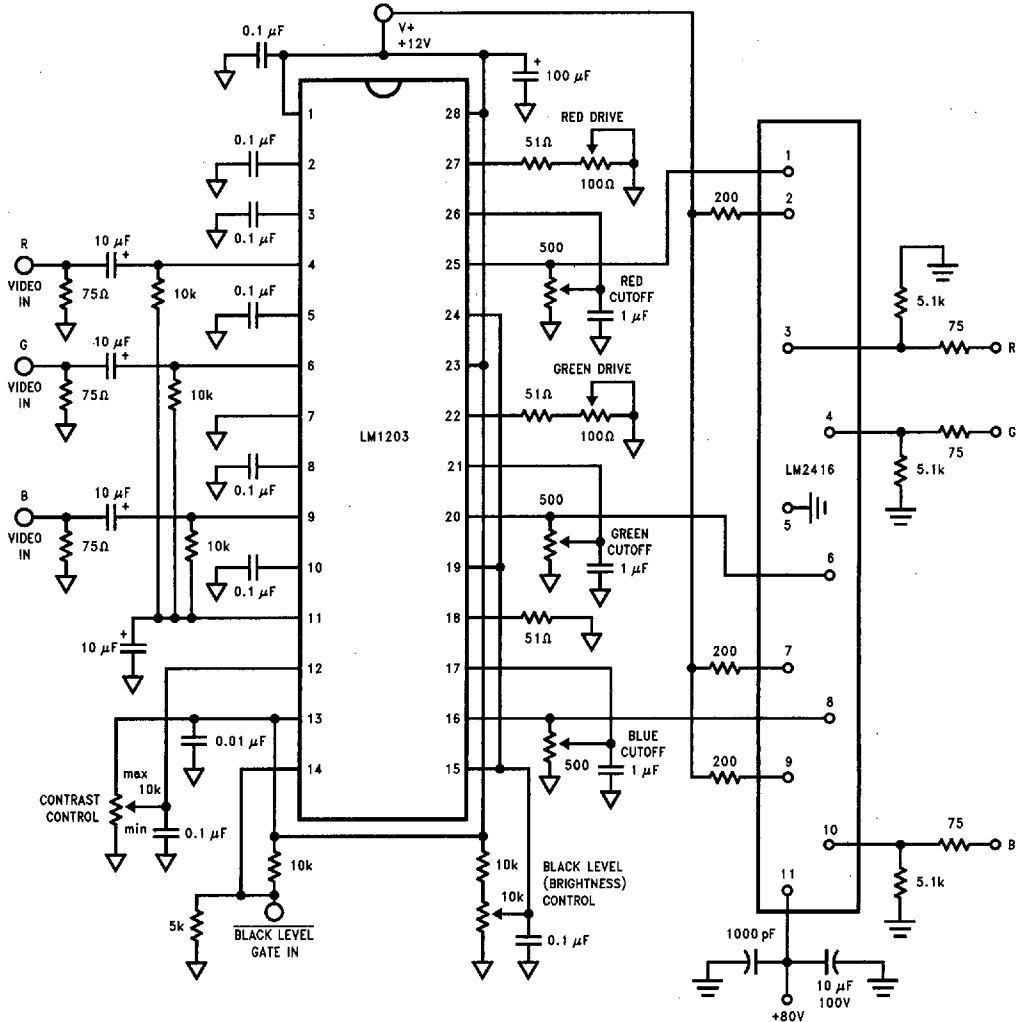 V+
+12V
0.1 μF
100 μF
1
28
RED DRIVE
51Ω
100Ω
0.1 μF
2
27
3
26
0.1 μF
R
VIDEO
IN
10 μF
+
75Ω
10k
4
25
500
RED
CUTOFF
1 μF
0.1 μF
5
24
G
VIDEO
IN
10 μF
+
75Ω
10k
6
23
GREEN DRIVE
51Ω
100Ω
7
22
LM1203
8
21
0.1 μF
B
VIDEO
IN
10 μF
+
75Ω
10k
9
20
500
GREEN
CUTOFF
1 μF
10
19
0.1 μF
11
18
51Ω
+
10 μF
12
17
13
16
0.01 μF
BLUE
CUTOFF
500
1 μF
14
15
CONTRAST
CONTROL
max
10k
min
0.1 μF
10k
5k
BLACK LEVEL
GATE IN
10k
10k
BLACK LEVEL
(BRIGHTNESS)
CONTROL
0.1 μF
+
1
200
2
5.1k
3
75
R
4
75
G
5.1k
LM2416
5
6
200
7
8
200
9
10
75
B
5.1k
11
1000 pF
+
10 μF
100V
+80V